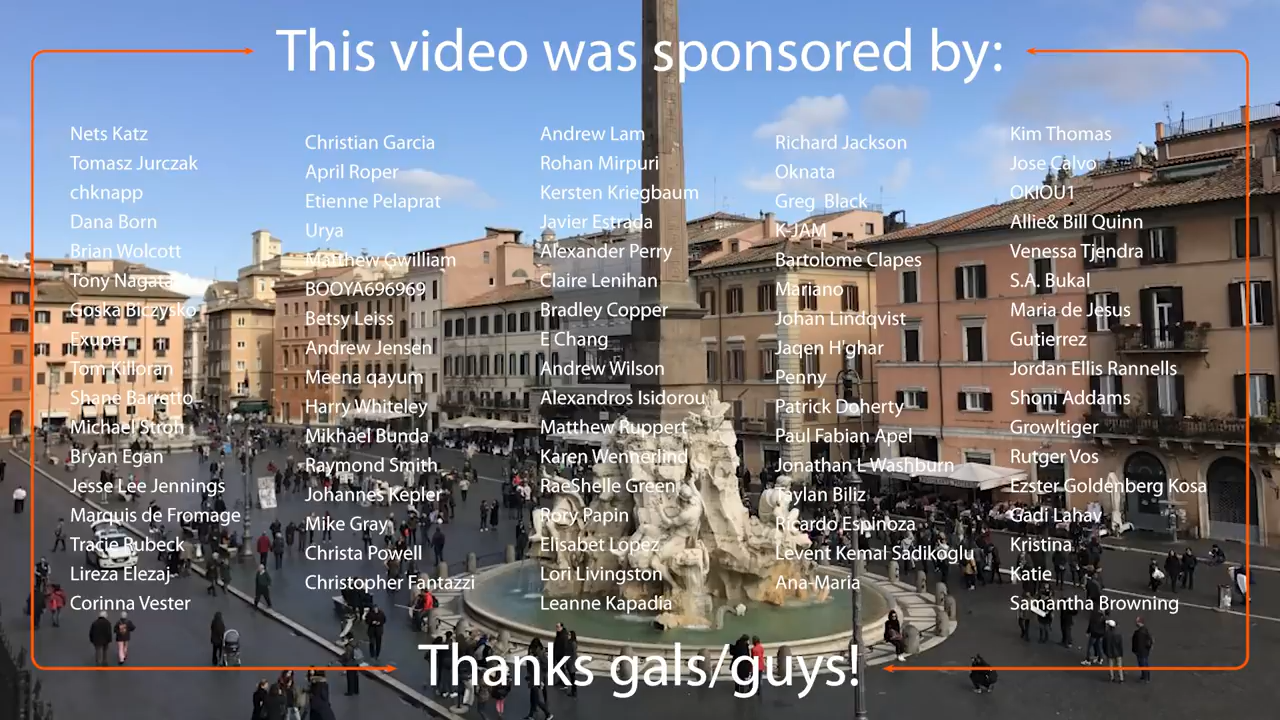 This video was sponsored by:
Nets Katz
Tomasz Jurczak
chknapp
Dana Born
Brian Wolcott
Tony Nagata
Goska Biczysko
Exuper
Tom Killoran
Shane Barretto
Michael Stroh
Bryan Egan
Jesse Lee Jennings
Marquis de Fromage
Tracie Rubeck
Lireza Elezaj
Corinna Vester
Christian Garcia
April Roper
Etienne Pelaprat
Urya
Matthew Gwilliam
BOOYA696969
Betsy Leiss
Andrew Jensen
Meena qayum
Harry Whiteley
Mikhael Bunda
Raymond Smith
Johannes Kepler
Mike Gray
Christa Powell
Christopher Fantazzi
Andrew Lam
Rohan Mirpuri
Kersten Kriegbaum
Javier Estrada
Alexander Perry
Claire Lenihan
Bradley Copper
E Chang
Andrew Wilson
Alexandros Isidorou
Matthew Ruppert
Karen Wennerlind
RaeShelle Green
Rory Papin
Elisabet Lopez
Lori Livingston
Leanne Kapadia
Richard Jackson
Oknata
Greg Black
K-JAM
Bartolome Clapes
Mariano
Johan Lindqvist
Jaqen H'ghar
Penny
Patrick Doherty
Paul Fabian Apel
Jonathan L Washburn
Taylan Biliz
Ricardo Espinoza
Levent Kemal Sadikoglu
Ana-Maria
Kim Thomas
Jose Calvo
OKIOU1
Allie& Bill Quinn
Venessa Tjendra
S.A. Bukal
Maria de Jesus
Gutierrez
Jordan Ellis Rannells
Shoni Addams
Growltiger
Rutger Vos
Ezster Goldenberg Kosa
Gadi Lahav
Kristina
Katie
Samantha Browning
Thanks gals/guys!